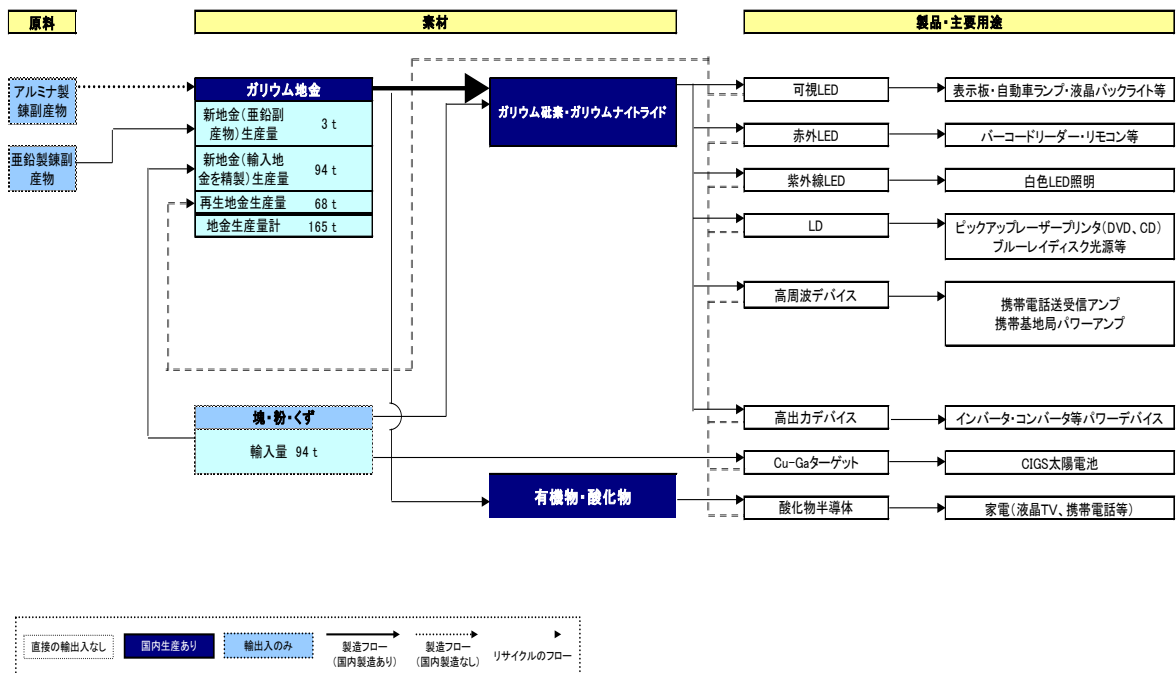 原料
素材
製品・主要用途
アルミナ製
錬副産物
亜鉛製錬副
産物
ガリウム地金
新地金(亜鉛副
産物)生産量
3 t
新地金(輸入地
金を精製)生産量
94 t
再生地金生産量
68 t
地金生産量計
165 t
塊・粉・くず
輸入量 94 t
ガリウム砒素・ガリウムナイトライド
有機物・酸化物
可視LED
表示板・自動車ランプ・液晶バックライト等
赤外LED
バーコードリーダー・リモコン等
紫外線LED
白色LED照明
LD
ピックアップレーザープリンタ(DVD、CD)
ブルーレイディスク光源等
高周波デバイス
携帯電話送受信アンプ
携帯基地局パワーアンプ
高出力デバイス
インバータ・コンバータ等パワーデバイス
Cu-Gaターゲット
CIGS太陽電池
酸化物半導体
家電(液晶TV、携帯電話等)
直接の輸出入なし
国内生産あり
輸出入のみ
製造フロー
(国内製造あり)
製造フロー
(国内製造なし)
リサイクルのフロー